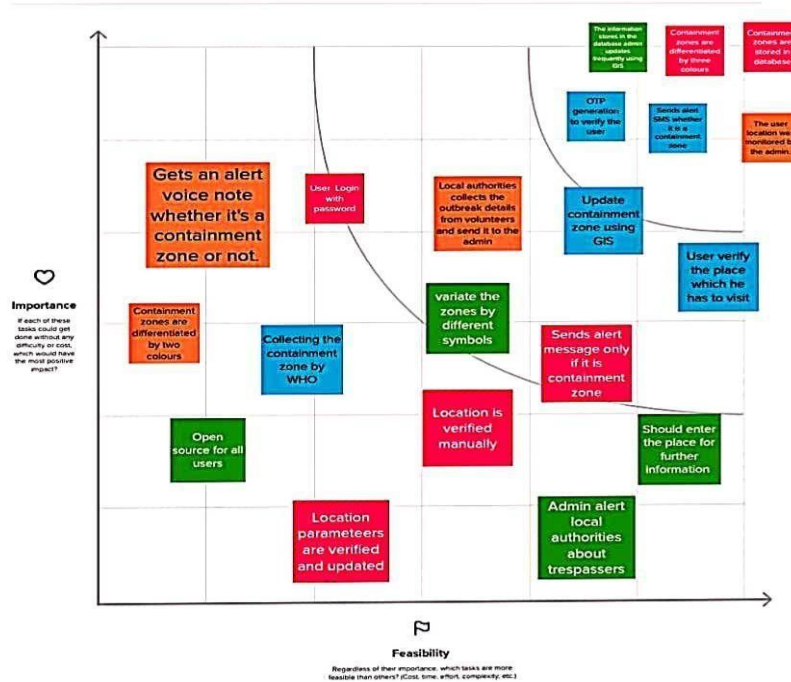 The information
stores in the
database admin
updates
frequently using
GIS
Containment
zones are
differentiated
by three
colours
Containme
zones are
stored in
database
OTP
generation
to verify the
user
Sends alert
SMS whether
it is a
containment
zone
The user
location wa
monitored b
the admin.
Gets an alert
voice note
whether it's a
containment
zone or not.
User Login
with
password
Local authorities
collects the
outbreak details
from volunteers
and send it to the
admin
Update
containment
zone using
GIS
User verify
the place
which he
has to visit
Importance
If each of these
tasks could get
done without any
difficulty or cost,
which would have
the most positive
impact?
Containment
zones are
differentiated
by two
colours
Collecting the
containment
zone by
WHO
variate the
zones by
different
symbols
Sends alert
message only
if it is
containment
zone
Location is
verified
manually
Open
source for all
users
Should enter
the place for
further
information
Location
parameteers
are verified
and updated
Admin alert
local
authorities
about
trespassers
Feasibility
Regardless of their importance, which tasks are more
feasible than others? (Cost, time, effort, complexity, etc.)